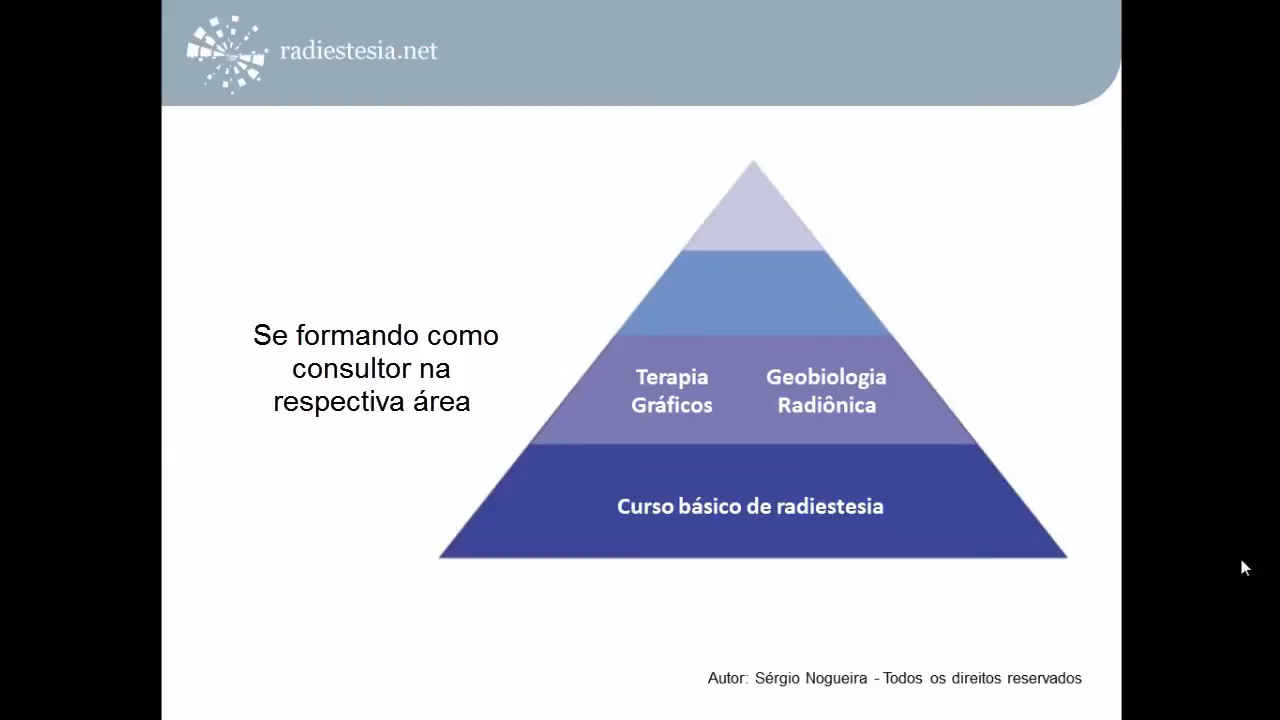 radiestesia.net
Se formando como
consultor na
respectiva área
Terapia
Gráficos
Geobiologia
Radiônica
Curso básico de radiestesia
Autor: Sérgio Nogueira - Todos os direitos reservados